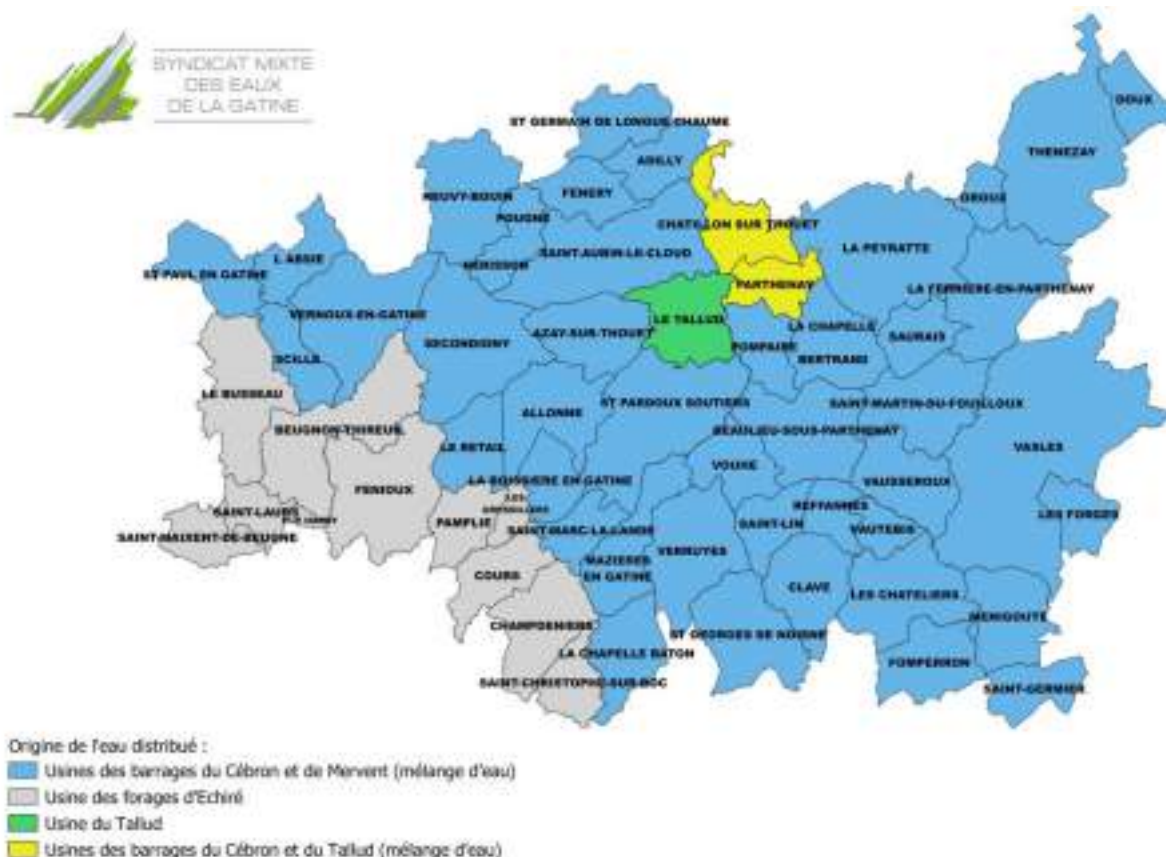 SYNDICAT MIXTE
DES EAUX
DE LA GATINE
DOUX
ST GERMAIN DE LONGUE CHAUME
THENEZAY
ADILLY
FENERY
NEUVY-BOUIN
OROUX
POUGNE
CHATILLON SUR THOUET
SAINT-AUBIN-LE-CLOUD
LA PEYRATTE
L ABSIE
HERISSON
ST PAUL EN GATINE
PARTHENAY
LA FERRIERE-EN-PARTHENAY
VERNOUX-EN-GATINE
LE TALLUD
LA CHAPELLE
BERTRAND
AZAY-SUR-THOUET
SECONDIGNY
POMPAIRE
SAURAIS
SCILLE
LE BUSSEAU
ST PARDOUX SOUTIERS
SAINT-MARTIN-DU-FOUILLOUX
ALLONNE
BEUGNON-THIREUIL
BEAULIEU-SOUS-PARTHENAY
LE RETAIL
VASLES
VOUHE
LA BOISSIERE EN GATINE
VAUSSEROUX
FENIOUX
LES
GROSEILLERS
REFFANNES
SAINT-LAURS
PAMPLIE
LES FORGES
SAINT-MARC-LA-LANDE
SAINT-LIN
VAUTEBIS
SAINT-MAIXENT-DE-BEUGNE
VERRUYES
MAZIERES
EN GATINE
COURS
CLAVE
LES CHATELIERS
MENIGOUTE
CHAMPDENIERS
ST GEORGES DE NOISNE
LA CHAPELLE BATON
FOMPERRON
SAINT-CHRISTOPHE-SUR-ROC
SAINT-GERMIER
Origine de l'eau distribué :
Usines des barrages du Cébron et de Mervent (mélange d'eau)
Usine des forages d'Echiré
Usine du Tallud
Usines des barrages du Cébron et du Tallud (mélange d'eau)